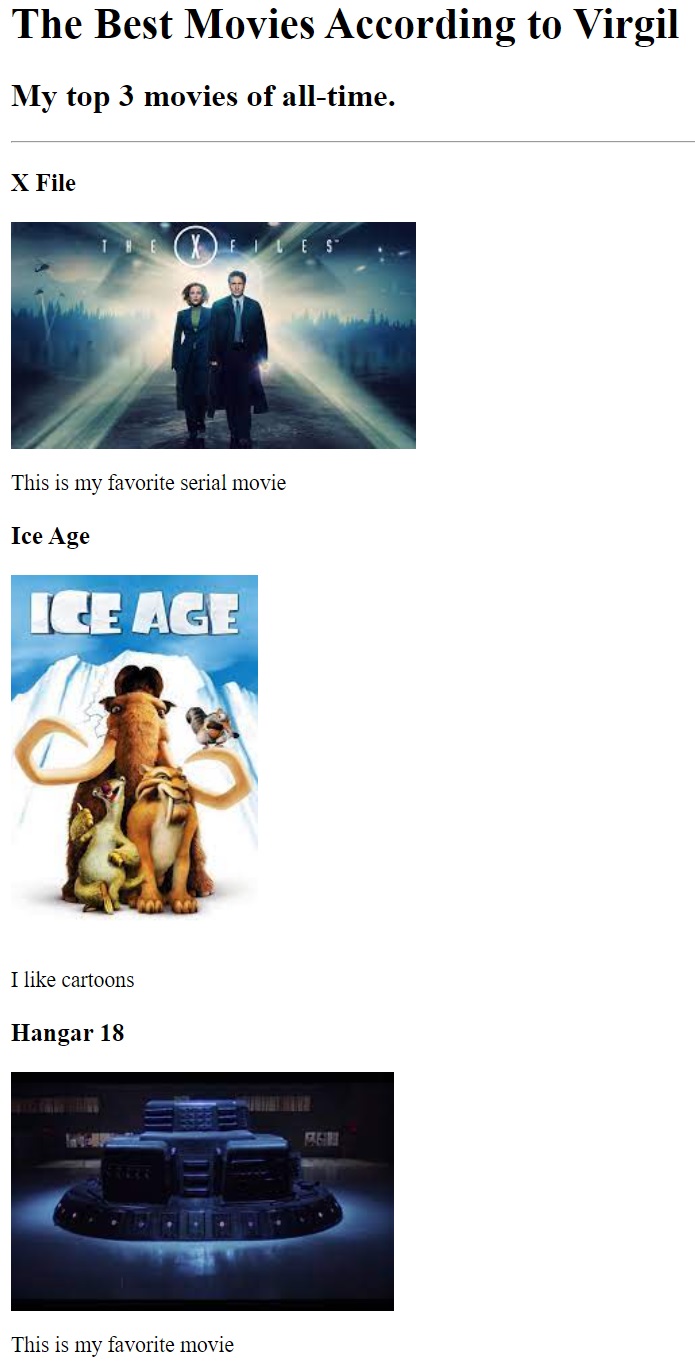 The Best Movies According to Virgil
My top 3 movies of all-time.
X File
THE X FILES™
This is my favorite serial movie
Ice Age
ICE AGE
I like cartoons
Hangar 18
This is my favorite movie